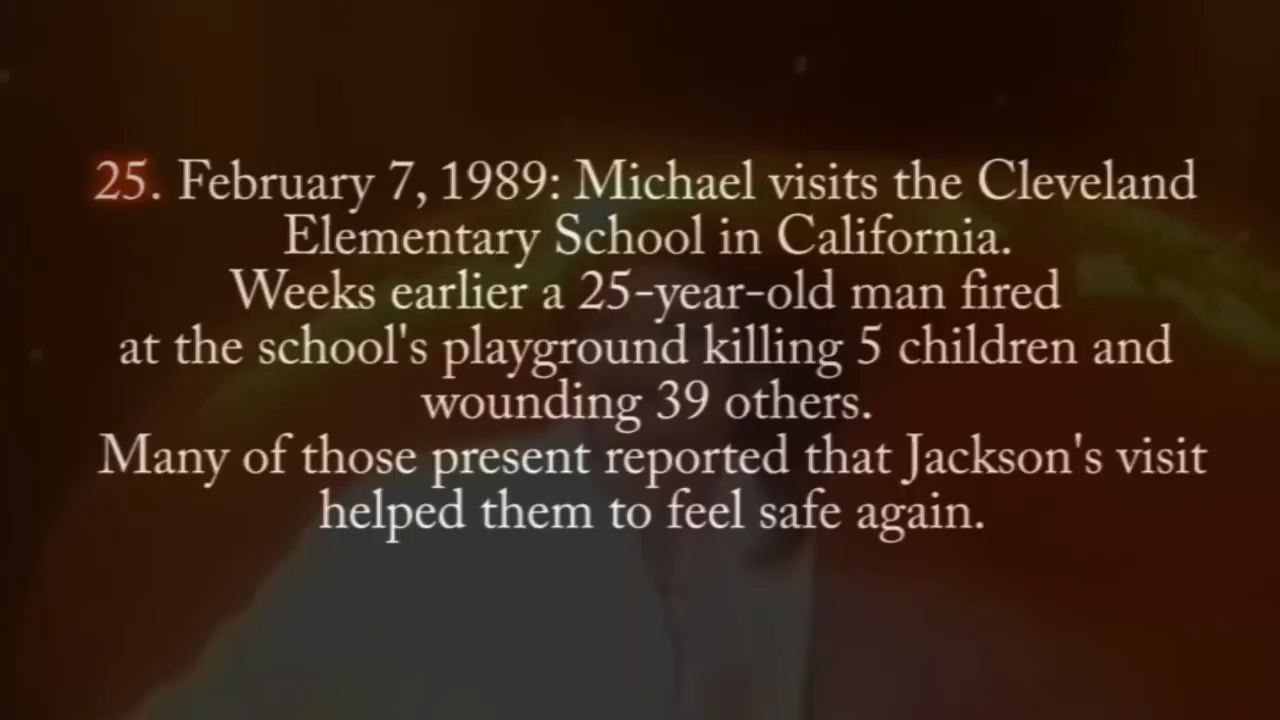 25. February 7, 1989: Michael visits the Cleveland
Elementary School in California.
Weeks earlier a 25-year-old man fired
at the school's playground killing 5 children and
wounding 39 others.
Many of those present reported that Jackson's visit
helped them to feel safe again.